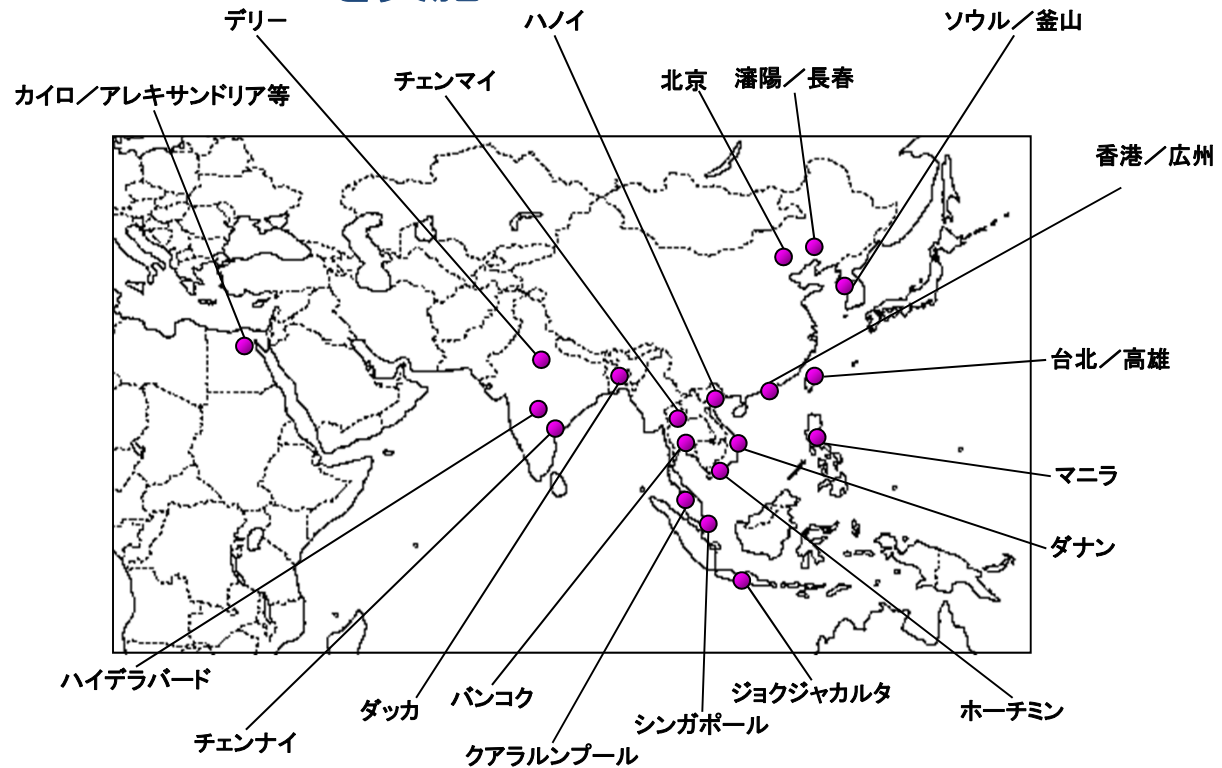 デリー
ハノイ
ソウル／釜山
カイロ／アレキサンドリア等
チェンマイ
北京
瀋陽／長春
香港／広州
台北／高雄
マニラ
ダナン
ハイデラバード
チェンナイ
ダッカ
バンコク
クアラルンプール
シンガポール
ジョクジャカルタ
ホーチミン